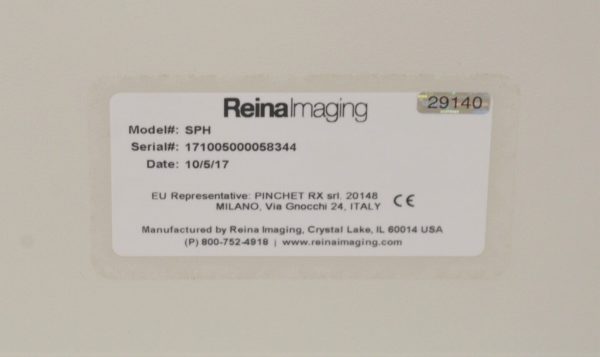 ReinaImaging
29140
Model#: SPH
Serial#: 171005000058344
Date: 10/5/17
EU Representative: PINCHET RX srl. 20148
MILANO, Via Gnocchi 24, ITALY
CE
Manufactured by Reina Imaging, Crystal Lake, IL 60014 USA
(P) 800-752-4918 | www.reinaimaging.com